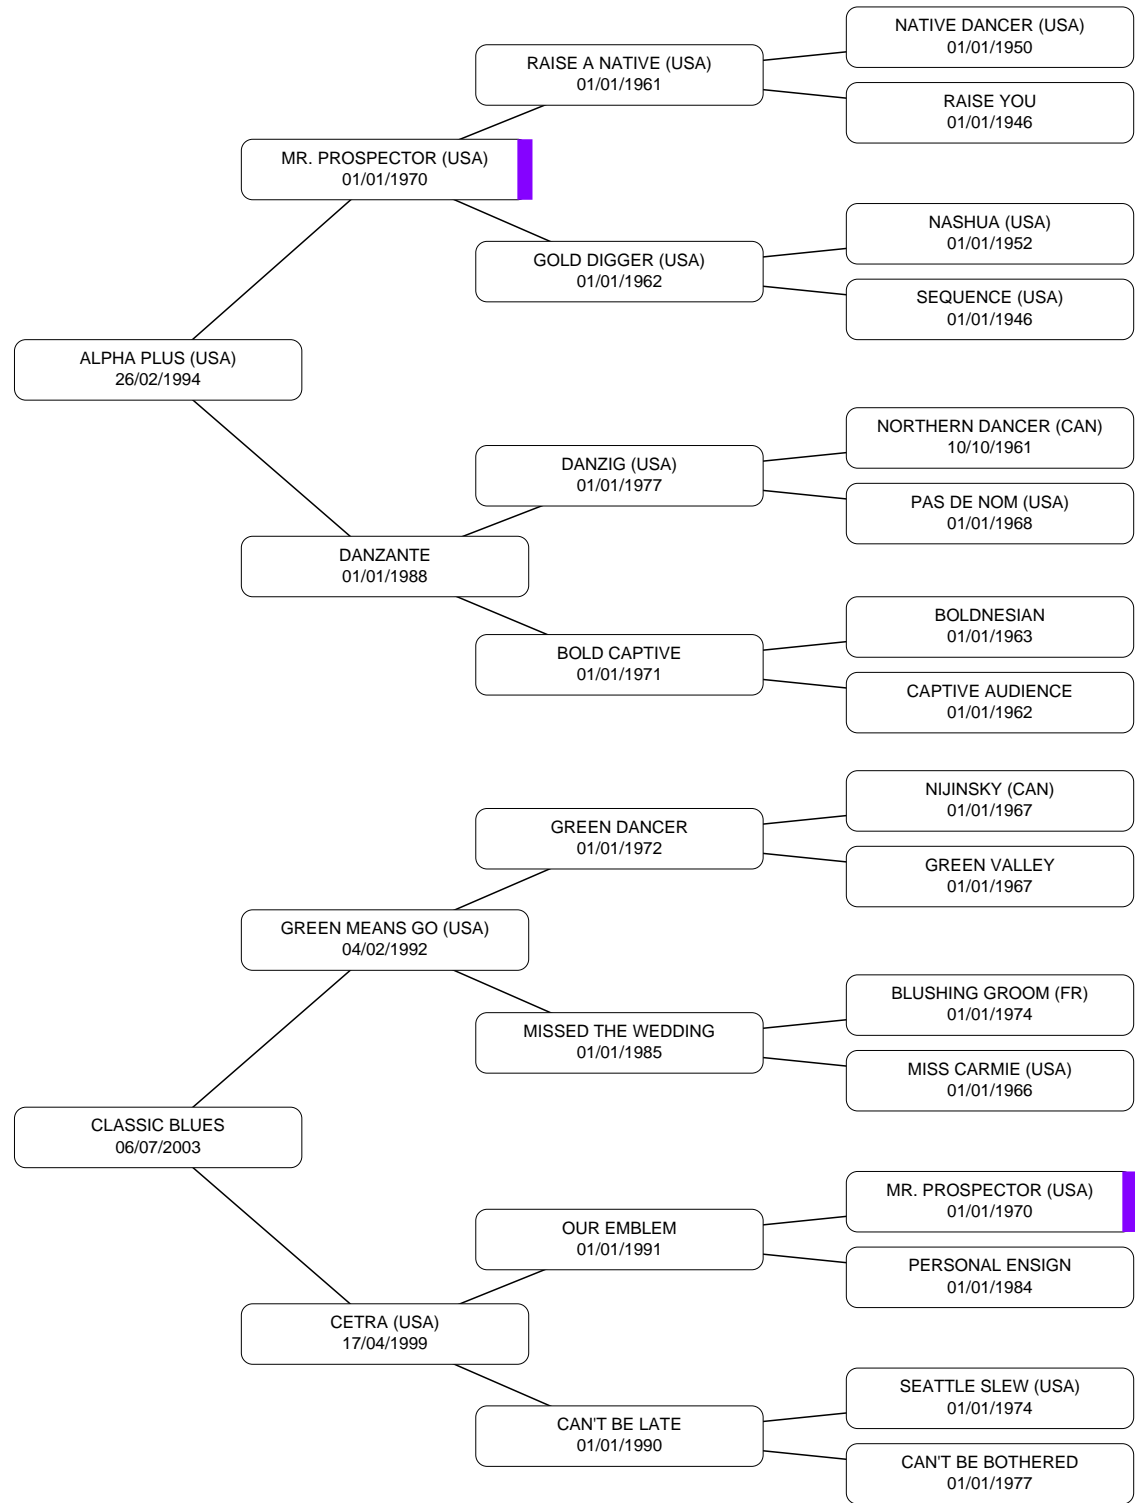 NATIVE DANCER (USA)
01/01/1950
RAISE A NATIVE (USA)
01/01/1961
RAISE YOU
01/01/1946
MR. PROSPECTOR (USA)
01/01/1970
NASHUA (USA)
01/01/1952
GOLD DIGGER (USA)
01/01/1962
SEQUENCE (USA)
01/01/1946
ALPHA PLUS (USA)
26/02/1994
NORTHERN DANCER (CAN)
10/10/1961
DANZIG (USA)
01/01/1977
PAS DE NOM (USA)
01/01/1968
DANZANTE
01/01/1988
BOLDNESIAN
01/01/1963
BOLD CAPTIVE
01/01/1971
CAPTIVE AUDIENCE
01/01/1962
NIJINSKY (CAN)
01/01/1967
GREEN DANCER
01/01/1972
GREEN VALLEY
01/01/1967
GREEN MEANS GO (USA)
04/02/1992
BLUSHING GROOM (FR)
01/01/1974
MISSED THE WEDDING
01/01/1985
MISS CARMIE (USA)
01/01/1966
CLASSIC BLUES
06/07/2003
MR. PROSPECTOR (USA)
01/01/1970
OUR EMBLEM
01/01/1991
PERSONAL ENSIGN
01/01/1984
CETRA (USA)
17/04/1999
SEATTLE SLEW (USA)
01/01/1974
CAN'T BE LATE
01/01/1990
CAN'T BE BOTHERED
01/01/1977